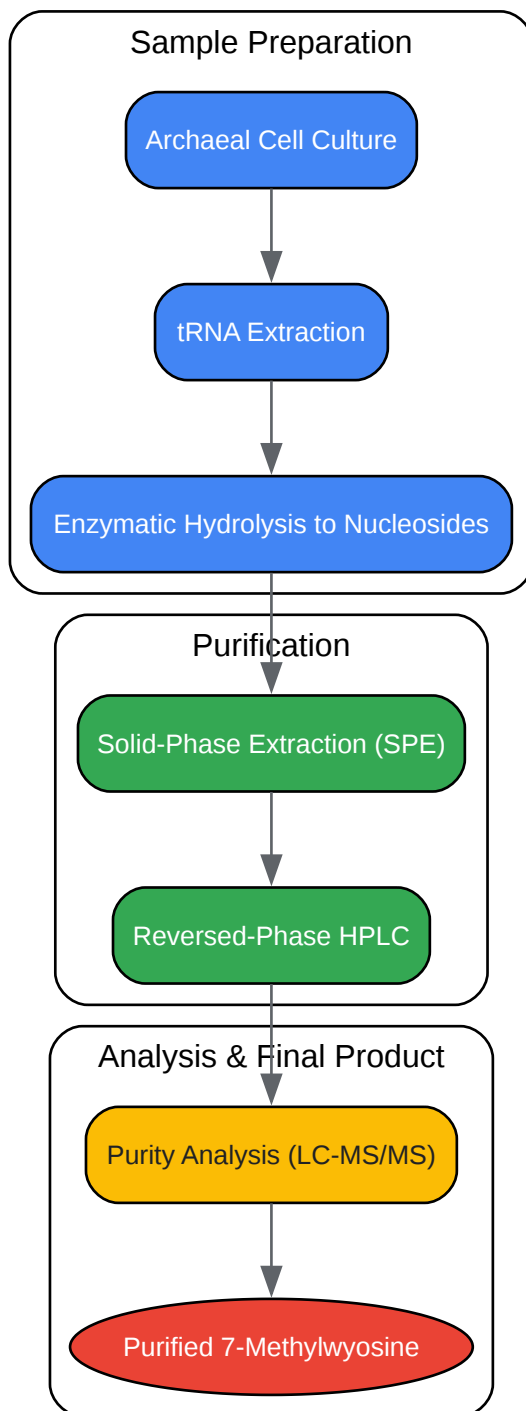 Sample Preparation
Archaeal Cell Culture
tRNA Extraction
Enzymatic Hydrolysis to Nucleosides
Purification
Solid-Phase Extraction (SPE)
Reversed-Phase HPLC
Analysis & Final Product
Purity Analysis (LC-MS/MS)
Purified 7-Methylwyosine